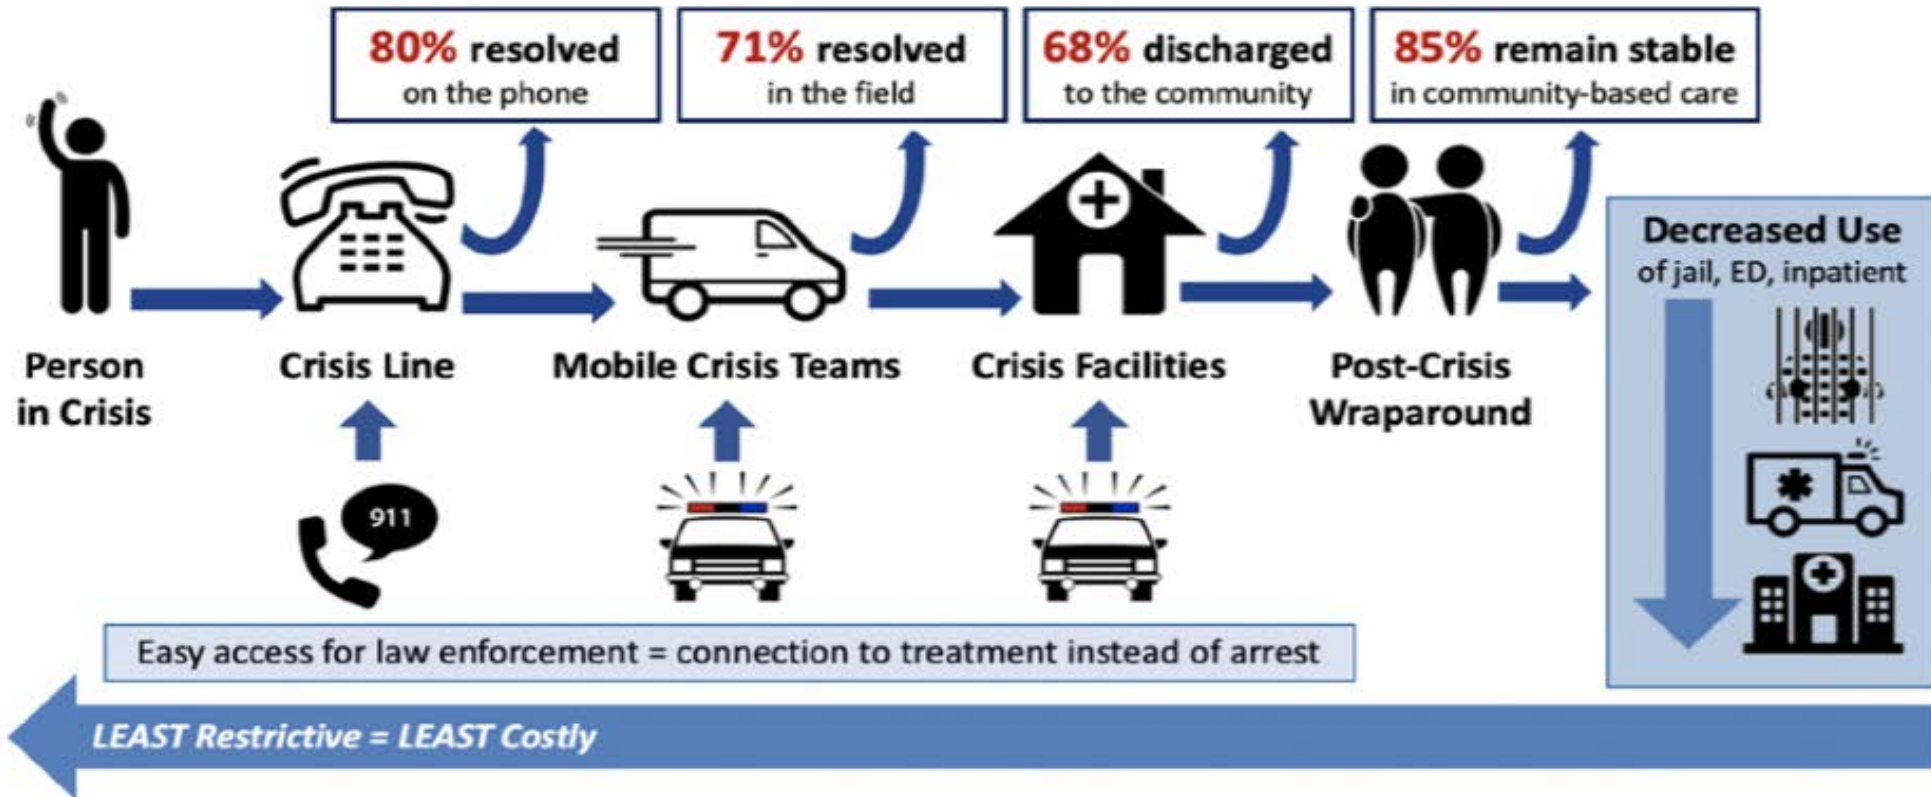 80% resolved
on the phone
71% resolved
in the field
68% discharged
to the community
85% remain stable
in community-based care
Person
in Crisis
Crisis Line
Mobile Crisis Teams
Crisis Facilities
Post-Crisis
Wraparound
Decreased Use
of jail, ED, inpatient
911
Easy access for law enforcement = connection to treatment instead of arrest
LEAST Restrictive = LEAST Costly